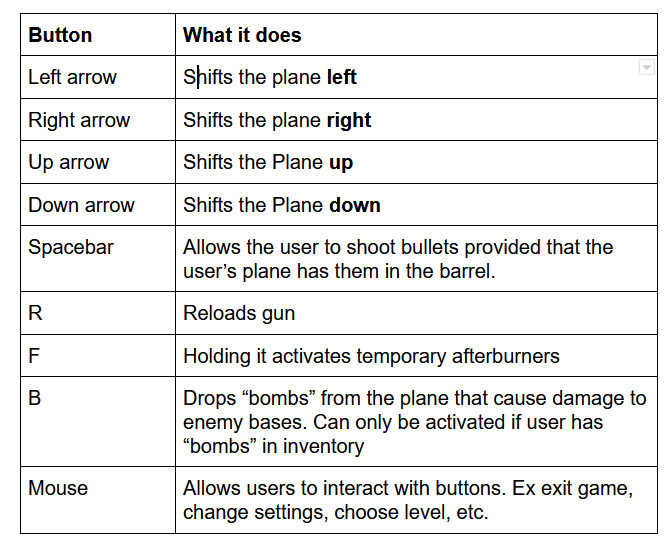 Button What it does
Left arrow Shifts the plane left
Right arrow Shifts the plane right
Up arrow Shifts the Plane up
Down arrow Shifts the Plane down
Spacebar Allows the user to shoot bullets provided that the
user’s plane has them in the barrel.
R Reloads gun
F Holding it activates temporary afterburners
B Drops “bombs” from the plane that cause damage to
enemy bases. Can only be activated if user has
“bombs” in inventory
Mouse Allows users to interact with buttons. Ex exit game,
change settings, choose level, etc.